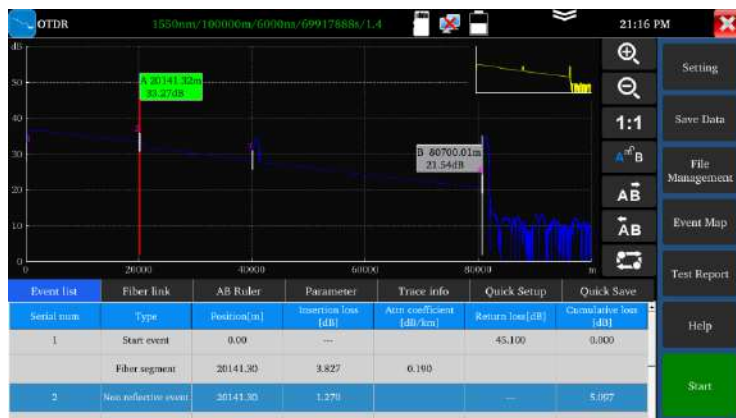 OTDR
1550nm/100000m/6000ns/69917888s/1.4
21:16 PM
dB
50
40
30
20
10
0
A 20141.32m
33.27dB
B 80700.01m
21.54dB
0 20000 40000 60000 80000 m
1:1
A off B
AB
AB
Setting
Save Data
File
Management
Event Map
Test Report
Help
Start
Event list Fiber link AB Ruler Parameter Trace info Quick Setup Quick Save
Serial num Type Position[m] Insertion loss [dB] Attn coefficient [dB/km] Return loss[dB] Cumulative loss [dB]
1 Start event 0.00 --- 45.100 0.000
Fiber segment 20141.30 3.827 0.190
2 Non-reflective event 20141.30 1.270 --- 5.097